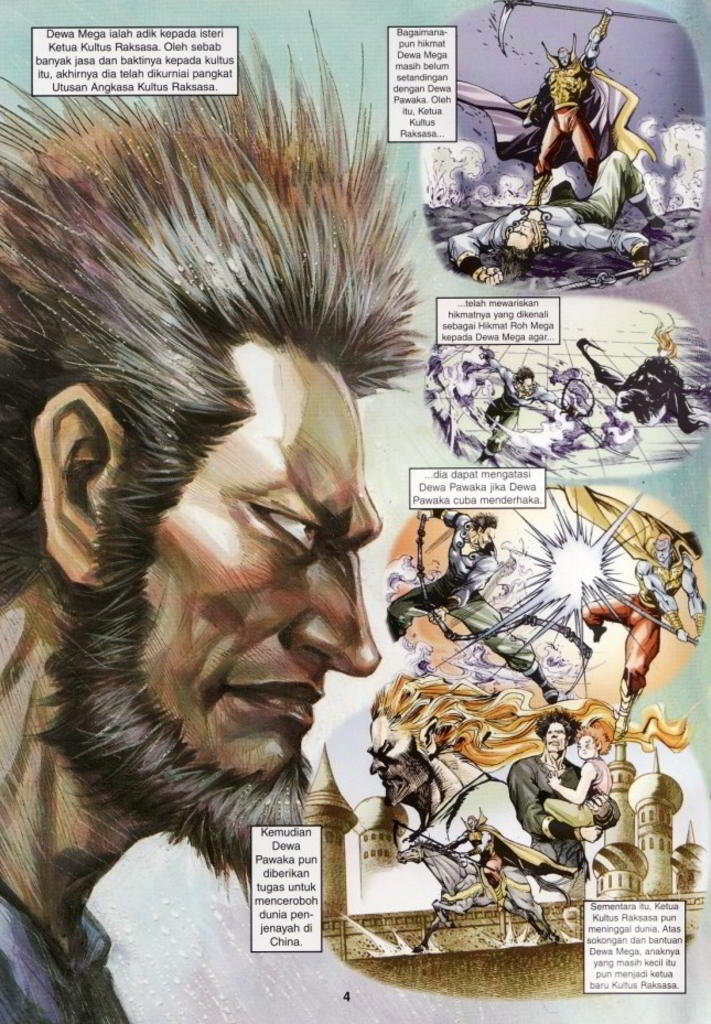 Dewa Mega ialah adik kepada isteri
Ketua Kultus Raksasa. Oleh sebab
banyak jasa dan baktinya kepada kultus
itu, akhirnya dia telah dikurniai pangkat
Utusan Angkasa Kultus Raksasa.
Bagaimana-
pun hikmat
Dewa Mega
masih belum
setandingan
dengan Dewa
Pawaka. Oleh
itu, Ketua
Kultus
Raksasa...
...telah mewariskan
hikmatnya yang dikenali
sebagai Hikmat Roh Mega
kepada Dewa Mega agar...
...dia dapat mengatasi
Dewa Pawaka jika Dewa
Pawaka cuba menderhaka.
Kemudian
Dewa
Pawaka pun
diberikan
tugas untuk
menceroboh
dunia pen-
jenayah di
China.
Sementara itu, Ketua
Kultus Raksasa pun
meninggal dunia. Atas
sokongan dan bantuan
Dewa Mega, anaknya
yang masih kecil itu
pun menjadi ketua
baru Kultus Raksasa.
4